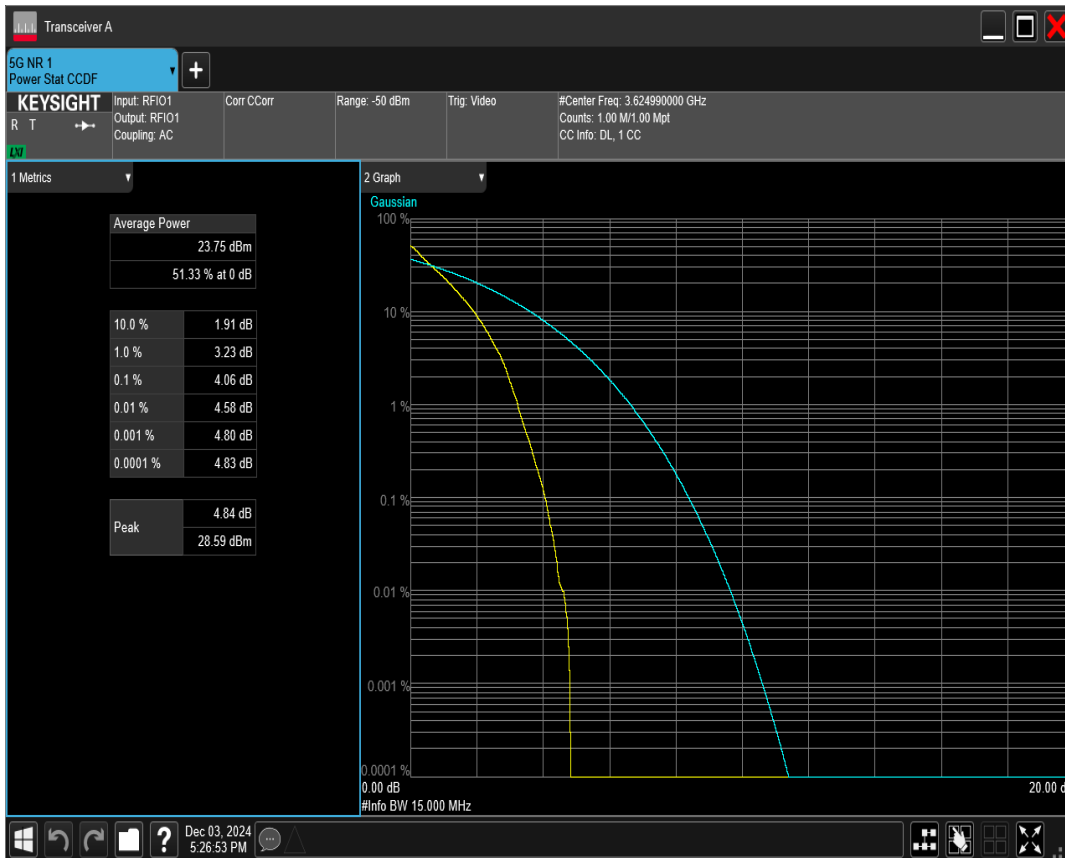 Transceiver A
5G NR 1
Power Stat CCDF
+
KEYSIGHT
R T
LXI
Input: RFIO1
Output: RFIO1
Coupling: AC
Corr CCorr
Range: -50 dBm
Trig: Video
#Center Freq: 3.624990000 GHz
Counts: 1.00 M/1.00 Mpt
CC Info: DL, 1 CC
1 Metrics
Average Power
23.75 dBm
51.33 % at 0 dB
10.0 % 1.91 dB
1.0 % 3.23 dB
0.1 % 4.06 dB
0.01 % 4.58 dB
0.001 % 4.80 dB
0.0001 % 4.83 dB
Peak
4.84 dB
28.59 dBm
2 Graph
Gaussian
100 %
10 %
1 %
0.1 %
0.01 %
0.001 %
0.0001 %
0.00 dB 20.00 d
#Info BW 15.000 MHz
?
Dec 03, 2024
5:26:53 PM